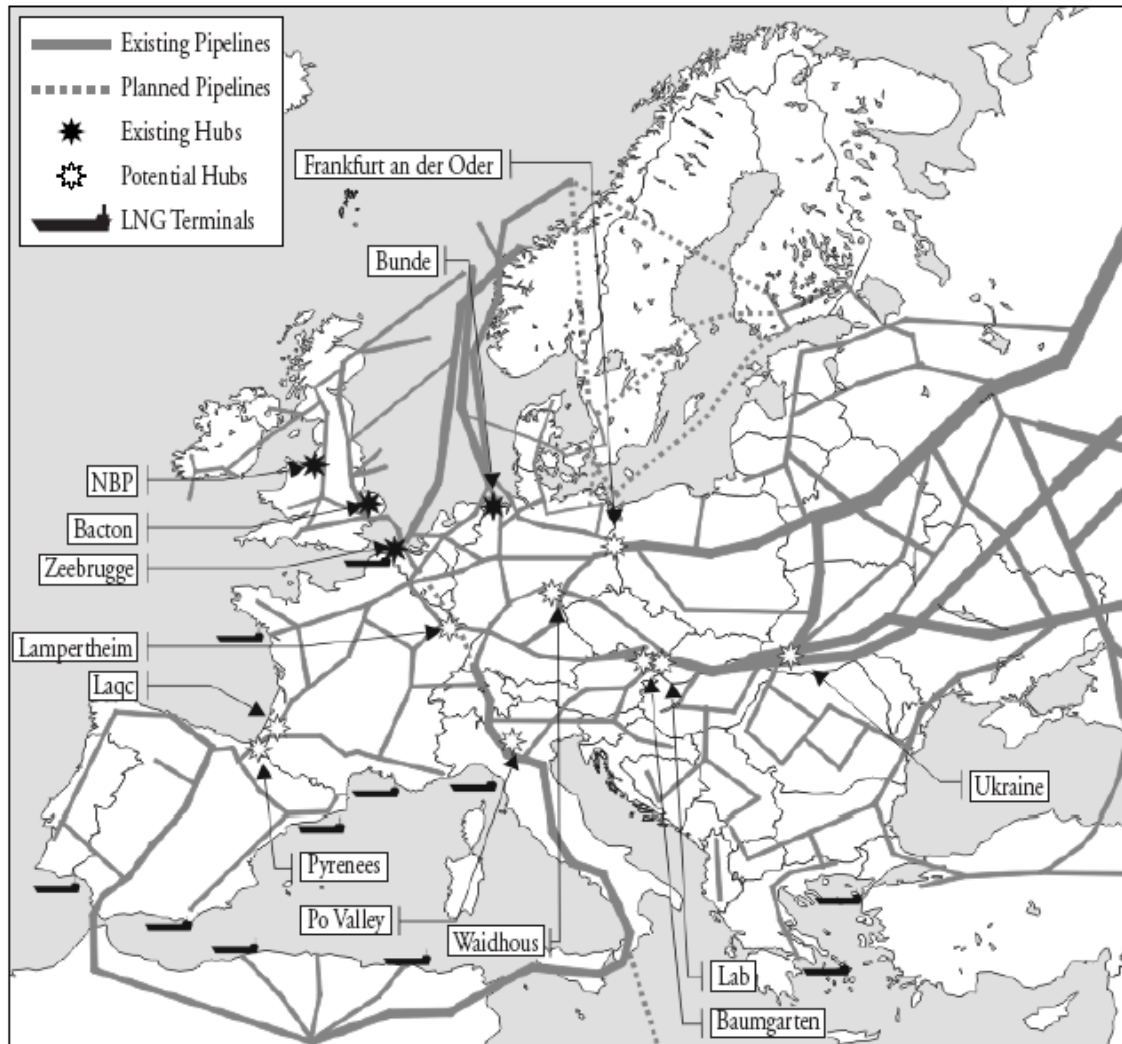 Existing Pipelines
Planned Pipelines
Existing Hubs
Potential Hubs
LNG Terminals
Frankfurt an der Oder
Bunde
NBP
Bacton
Zeebrugge
Lampertheim
Laqc
Ukraine
Pyrenees
Po Valley
Waidhous
Lab
Baumgarten